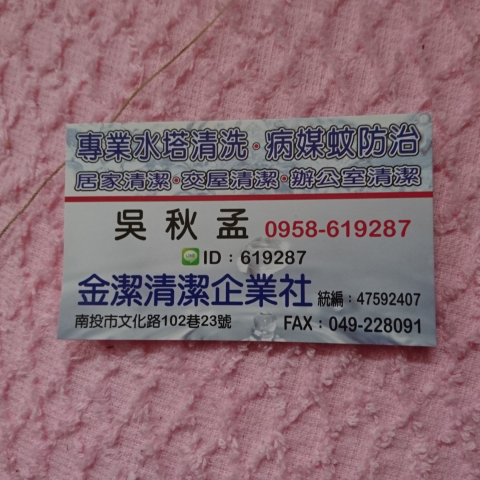 專業水塔清洗·病媒蚊防治
居家清潔·交屋清潔·辦公室清潔
吳秋孟 0958-619287
LINE ID：619287
金潔清潔企業社 統編：47592407
南投市文化路102巷23號 FAX：049-228091